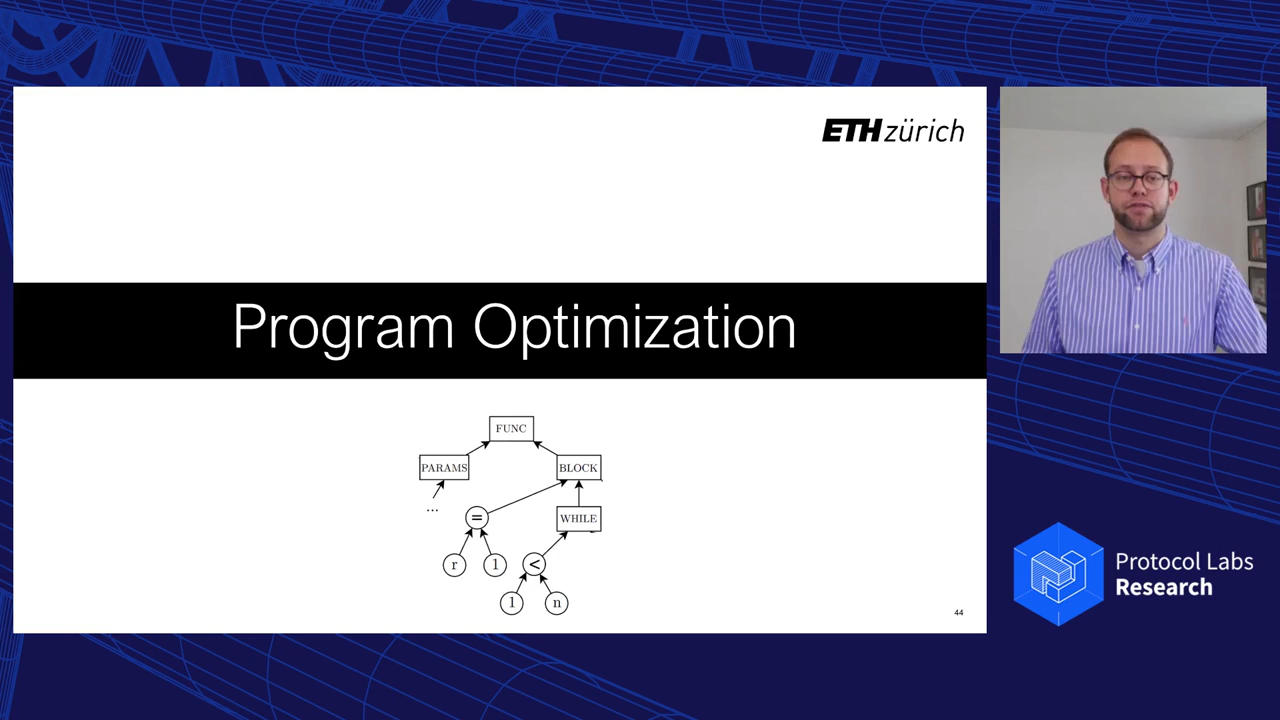 ETH zürich
Program Optimization
FUNC
PARAMS
BLOCK
...
=
WHILE
r
1
<
1
n
44
Protocol Labs
Research